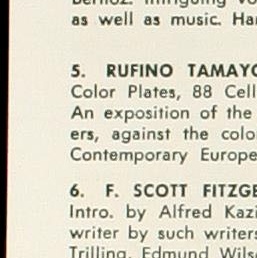 as well as music. Har
5. RUFINO TAMAYO
Color Plates, 88 Cell
An exposition of the
ers, against the colo
Contemporary Europe
6. F. SCOTT FITZGE
Intro. by Alfred Kazi
writer by such writers
Trilling, Edmund Wils